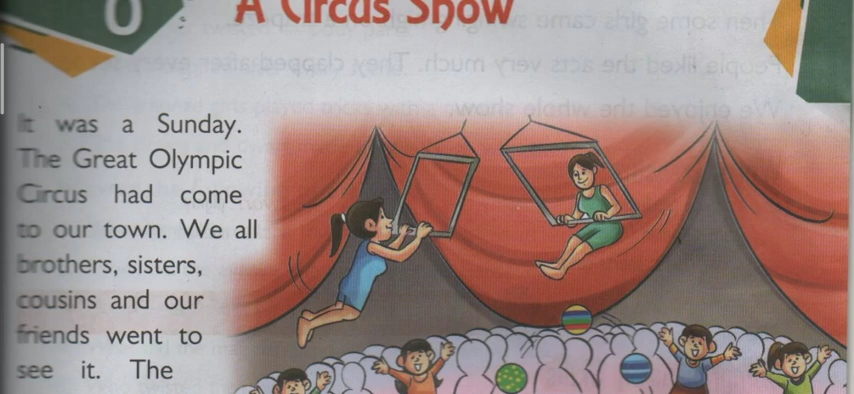 0
A Circus Show
It was a Sunday.
The Great Olympic
Circus had come
to our town. We all
brothers, sisters,
cousins and our
friends went to
see it. The